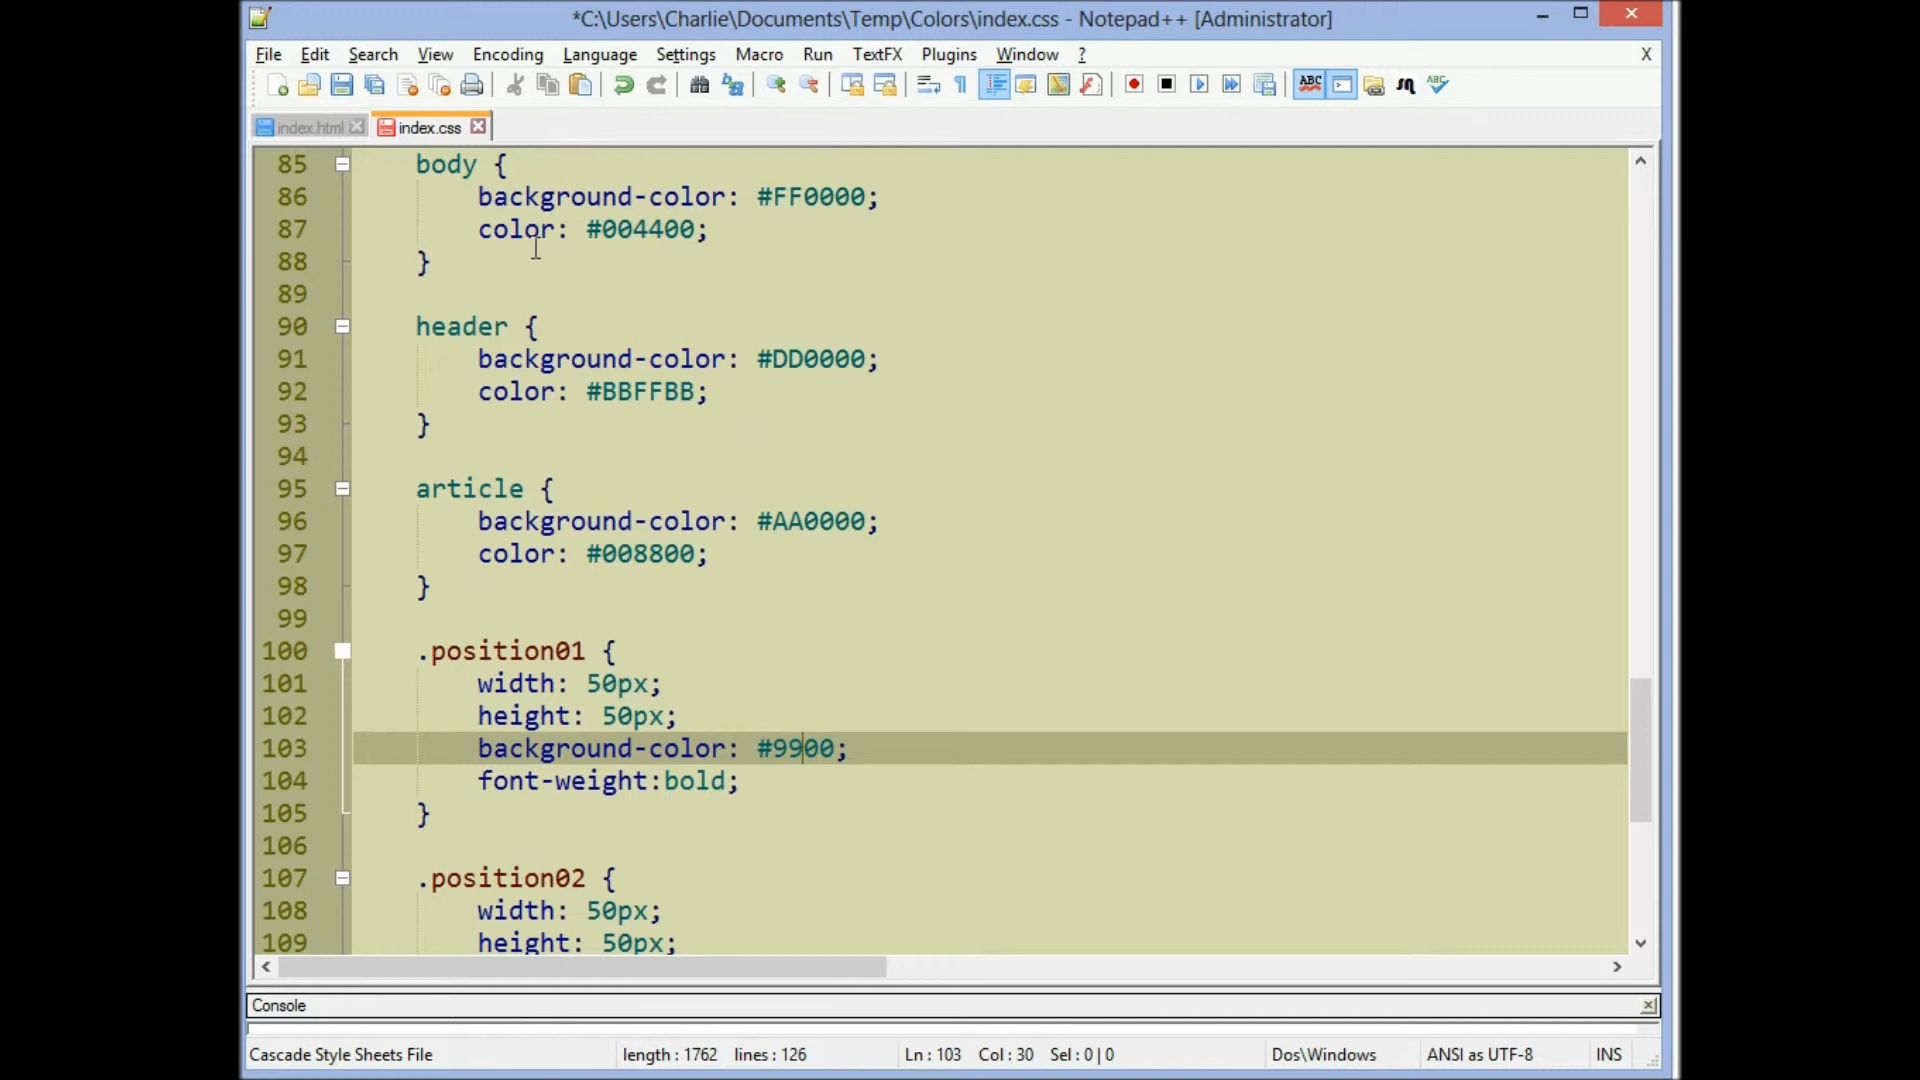 *C:\Users\Charlie\Documents\Temp\Colors\index.css - Notepad++ [Administrator]
File Edit Search View Encoding Language Settings Macro Run TextFX Plugins Window ? X
index.html index.css
85 body {
86 background-color: #FF0000;
87 color: #004400;
88 }
89
90 header {
91 background-color: #DD0000;
92 color: #BBFFBB;
93 }
94
95 article {
96 background-color: #AA0000;
97 color: #008800;
98 }
99
100 .position01 {
101 width: 50px;
102 height: 50px;
103 background-color: #9900;
104 font-weight:bold;
105 }
106
107 .position02 {
108 width: 50px;
109 height: 50px;
Console
Cascade Style Sheets File length : 1762 lines : 126 Ln : 103 Col : 30 Sel : 0 | 0 Dos\Windows ANSI as UTF-8 INS